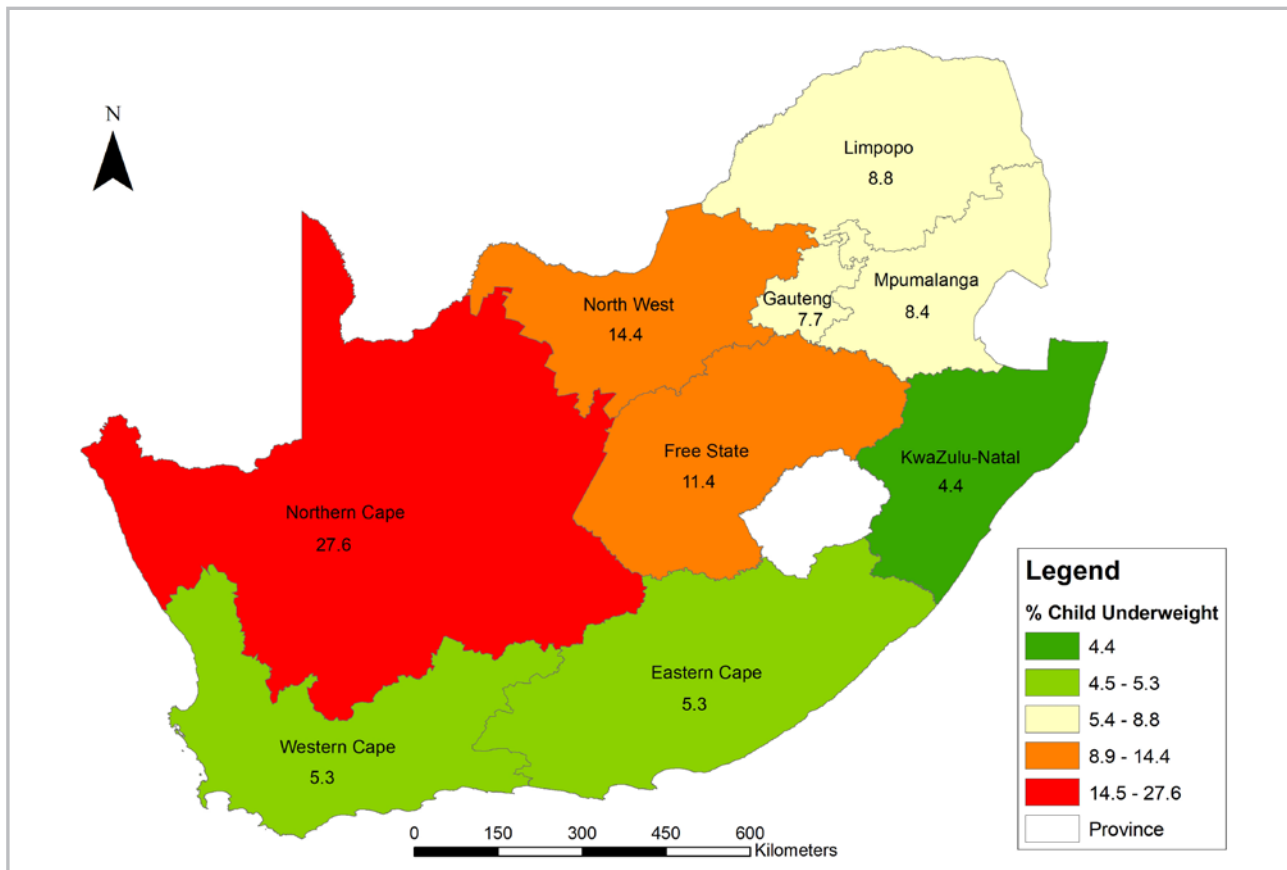 N
Limpopo
8.8
Mpumalanga
8.4
Gauteng
7.7
North West
14.4
Free State
11.4
KwaZulu-Natal
4.4
Northern Cape
27.6
Eastern Cape
5.3
Western Cape
5.3
Legend
% Child Underweight
4.4
4.5 - 5.3
5.4 - 8.8
8.9 - 14.4
14.5 - 27.6
Province
0 150 300 450 600
Kilometers